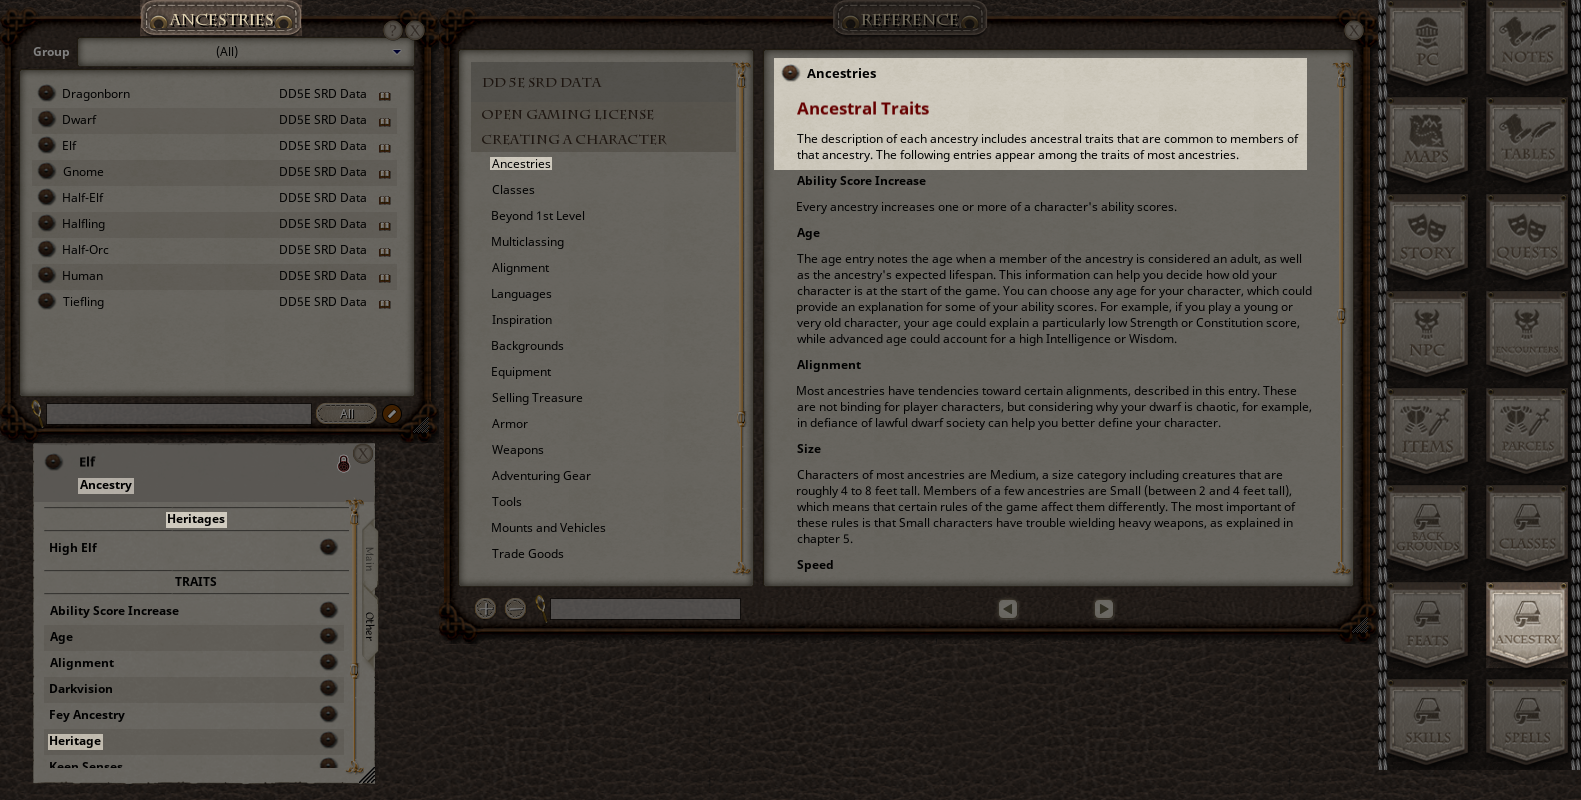 ANCESTRIES
? X
Group (All)
Dragonborn DD5E SRD Data
Dwarf DD5E SRD Data
Elf DD5E SRD Data
Gnome DD5E SRD Data
Half-Elf DD5E SRD Data
Halfling DD5E SRD Data
Half-Orc DD5E SRD Data
Human DD5E SRD Data
Tiefling DD5E SRD Data
All
X
Elf
Ancestry
Heritages
High Elf
TRAITS
Ability Score Increase
Age
Alignment
Darkvision
Fey Ancestry
Heritage
Keen Senses
Main
Other
REFERENCE
X
DD 5E SRD DATA
OPEN GAMING LICENSE
CREATING A CHARACTER
Ancestries
Classes
Beyond 1st Level
Multiclassing
Alignment
Languages
Inspiration
Backgrounds
Equipment
Selling Treasure
Armor
Weapons
Adventuring Gear
Tools
Mounts and Vehicles
Trade Goods
Ancestries
Ancestral Traits
The description of each ancestry includes ancestral traits that are common to members of
that ancestry. The following entries appear among the traits of most ancestries.
Ability Score Increase
Every ancestry increases one or more of a character's ability scores.
Age
The age entry notes the age when a member of the ancestry is considered an adult, as well
as the ancestry's expected lifespan. This information can help you decide how old your
character is at the start of the game. You can choose any age for your character, which could
provide an explanation for some of your ability scores. For example, if you play a young or
very old character, your age could explain a particularly low Strength or Constitution score,
while advanced age could account for a high Intelligence or Wisdom.
Alignment
Most ancestries have tendencies toward certain alignments, described in this entry. These
are not binding for player characters, but considering why your dwarf is chaotic, for example,
in defiance of lawful dwarf society can help you better define your character.
Size
Characters of most ancestries are Medium, a size category including creatures that are
roughly 4 to 8 feet tall. Members of a few ancestries are Small (between 2 and 4 feet tall),
which means that certain rules of the game affect them differently. The most important of
these rules is that Small characters have trouble wielding heavy weapons, as explained in
chapter 5.
Speed
PC
NOTES
MAPS
TABLES
STORY
QUESTS
NPC
ENCOUNTERS
ITEMS
PARCELS
BACK
GROUNDS
CLASSES
FEATS
ANCESTRY
SKILLS
SPELLS